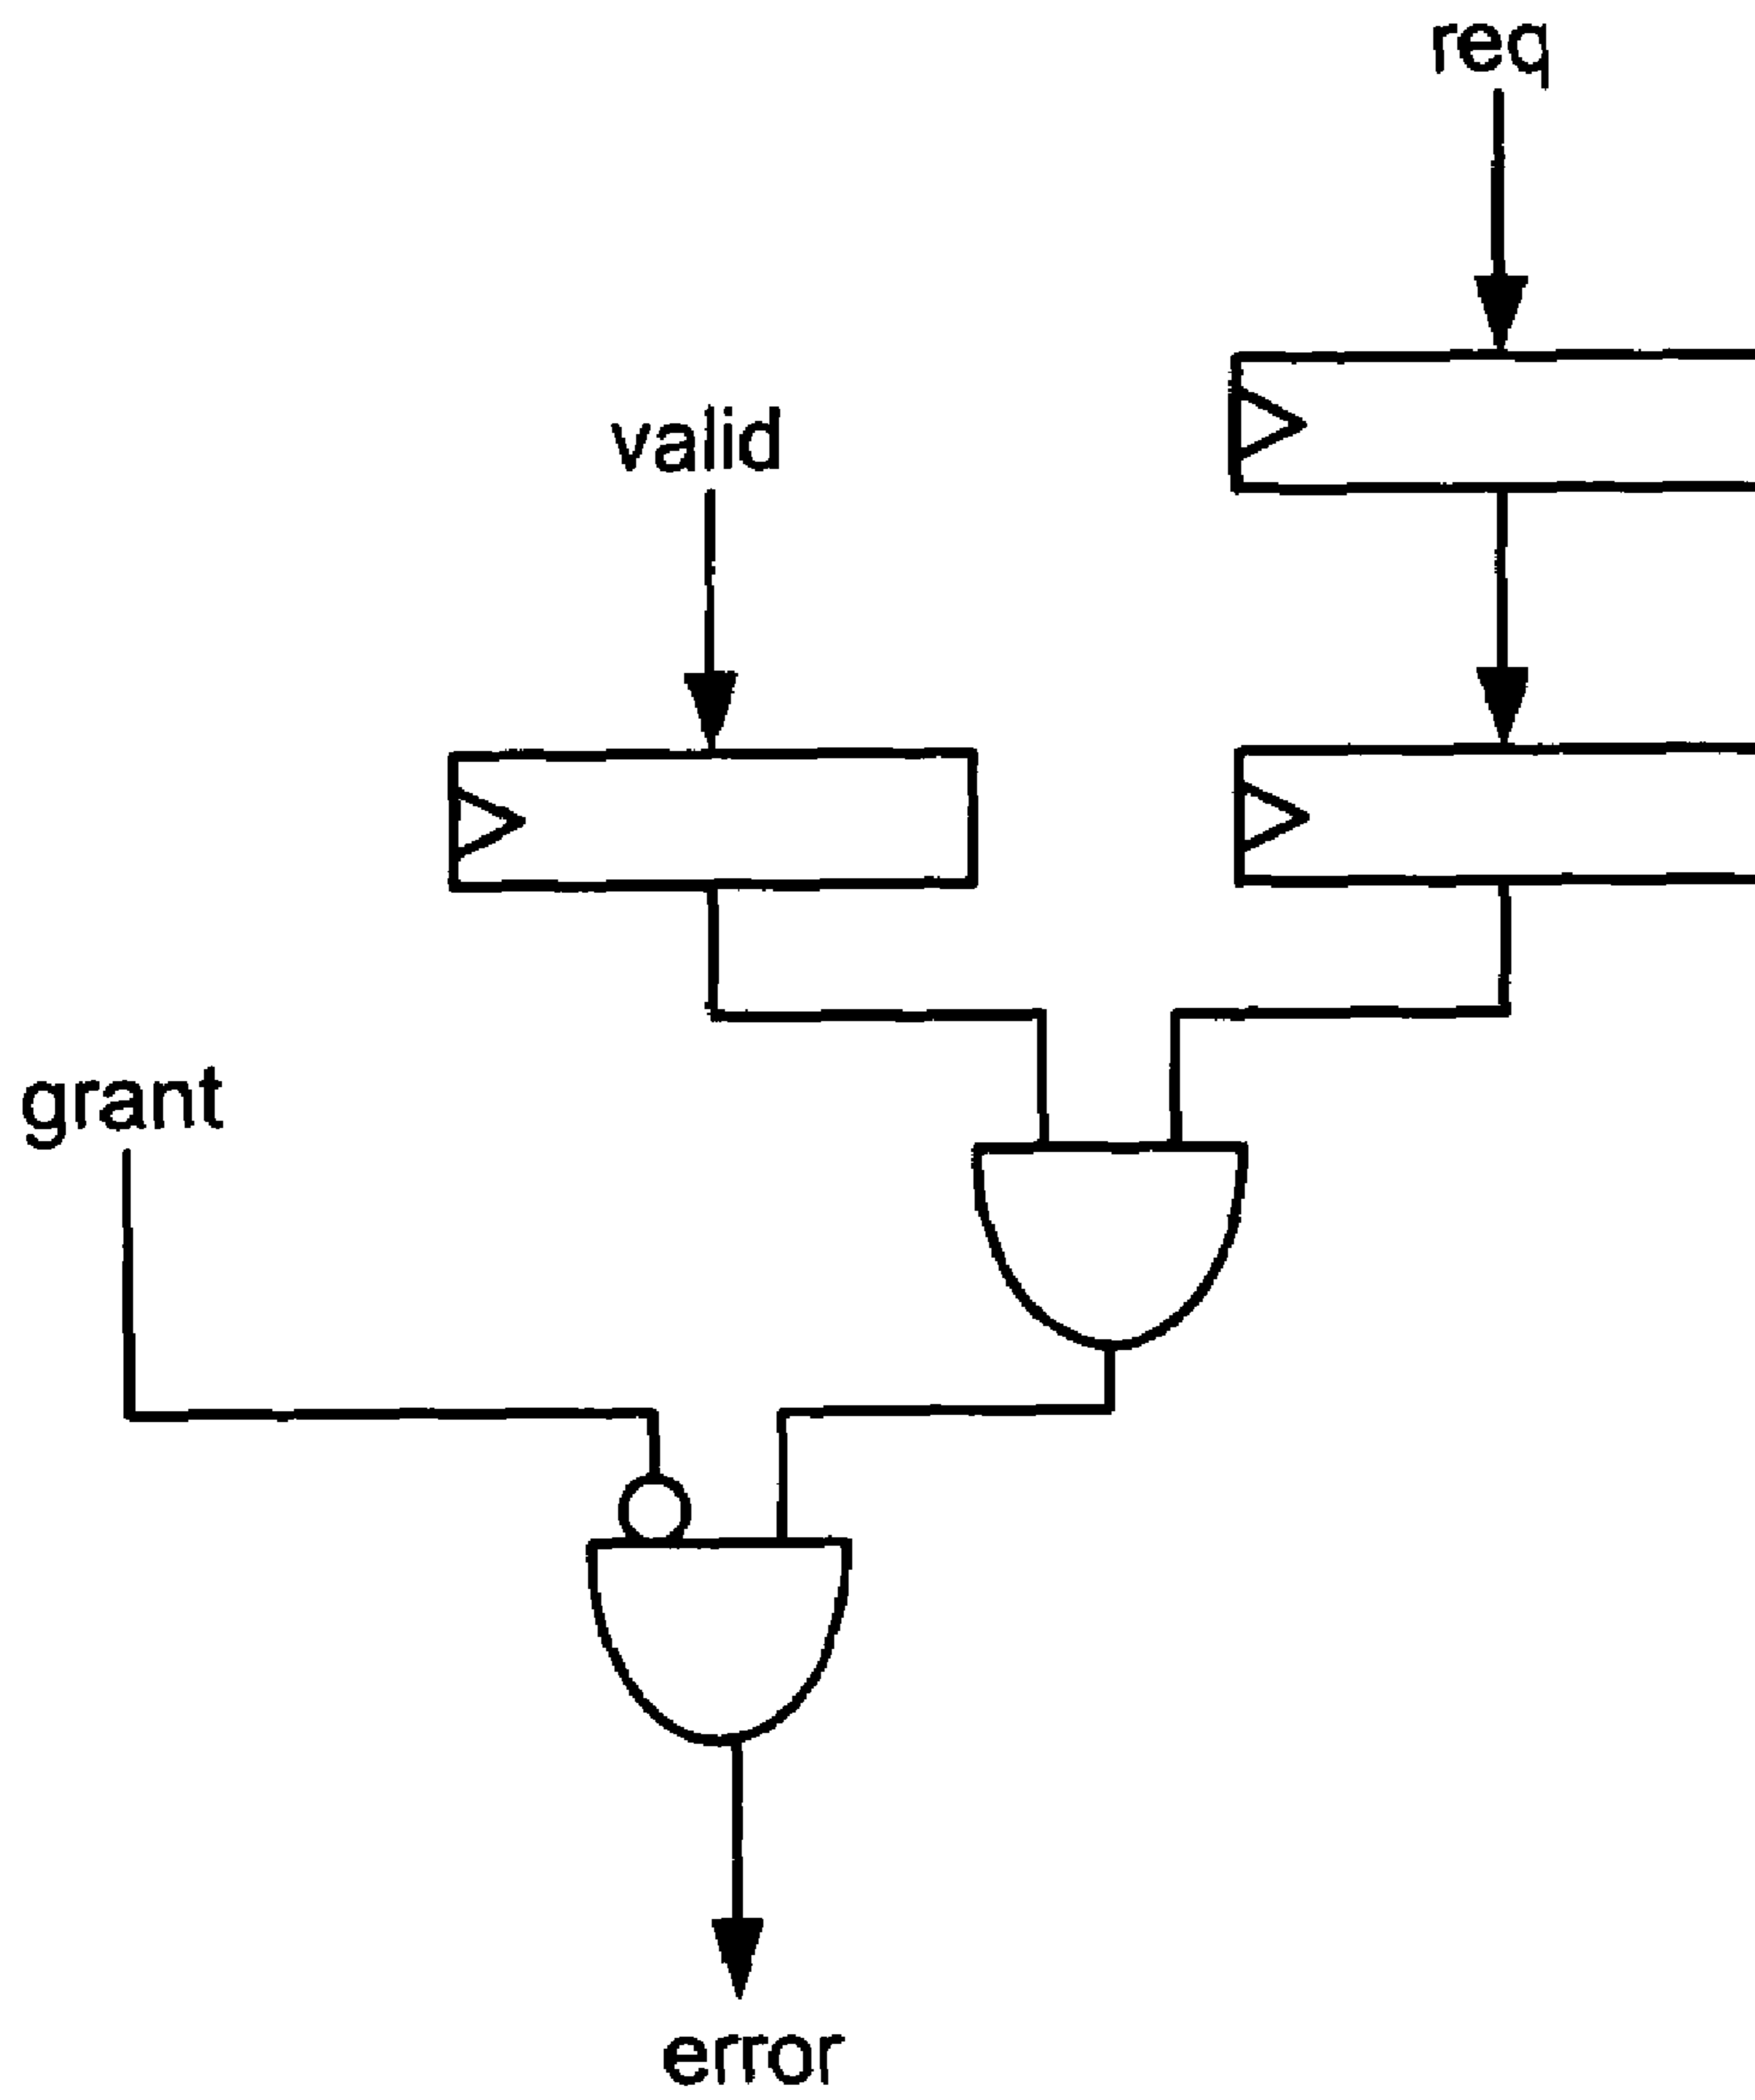 req
valid
grant
error